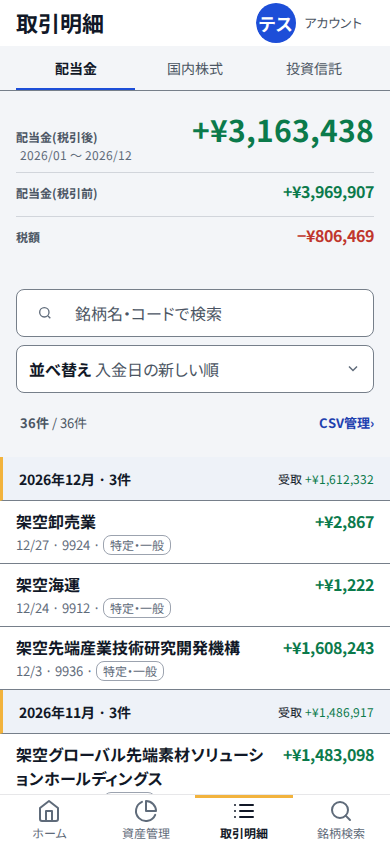 取引明細
テス アカウント
配当金 国内株式 投資信託
配当金(税引後) +¥3,163,438
2026/01 〜 2026/12
配当金(税引前) +¥3,969,907
税額 −¥806,469
銘柄名・コードで検索
並べ替え 入金日の新しい順
36件 / 36件 CSV管理›
2026年12月・3件 受取 +¥1,612,332
架空卸売業 +¥2,867
12/27・9924・特定・一般
架空海運 +¥1,222
12/24・9912・特定・一般
架空先端産業技術研究開発機構 +¥1,608,243
12/3・9936・特定・一般
2026年11月・3件 受取 +¥1,486,917
架空グローバル先端素材ソリューシ +¥1,483,098
ョンホールディングス
ホーム 資産管理 取引明細 銘柄検索